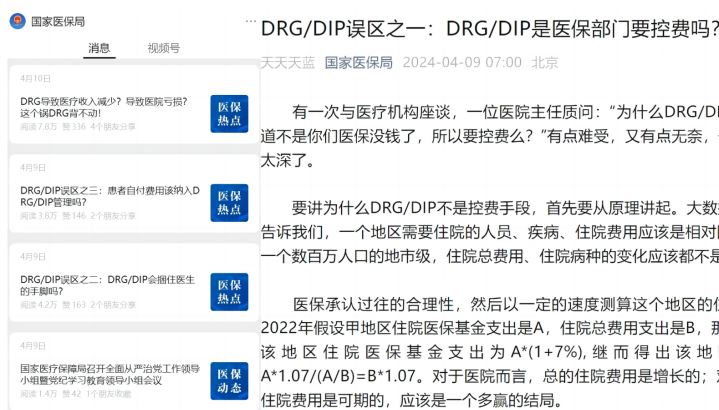 国家医保局
消息
视频号
4月10日
DRG导致医疗收入减少？导致医院亏损？
这个锅DRG背不动！
阅读7.8万 赞336 4个朋友分享
医保
热点
4月9日
DRG/DIP误区之三：患者自付费用该纳入D
RG/DIP管理吗？
阅读3.8万 赞146 2个朋友分享
医保
热点
4月9日
DRG/DIP误区之二：DRG/DIP会捆住医生
的手脚吗？
阅读4.2万 赞163 2个朋友分享
医保
热点
4月9日
国家医疗保障局召开全面从严治党工作领导
小组暨党纪学习教育领导小组会议
阅读1.4万 赞42 1个朋友收藏
医保
动态
DRG/DIP误区之一：DRG/DIP是医保部门要控费吗？
天天天蓝 国家医保局 2024-04-09 07:00 北京
有一次与医疗机构座谈，一位医院主任质问：“为什么DRG/D
道不是你们医保没钱了，所以要控费么？”有点难受，又有点无奈，
太深了。
要讲为什么DRG/DIP不是控费手段，首先要从原理讲起。大数
告诉我们，一个地区需要住院的人员、疾病、住院费用应该是相对
一个数百万人口的地市级，住院总费用、住院病种的变化应该都不是
医保承认过往的合理性，然后以一定的速度测算这个地区的住
2022年假设甲地区住院医保基金支出是A，住院总费用支出是B，那
该地区住院医保基金支出为A*(1+7%),继而得出该地
A*1.07/(A/B)=B*1.07。对于医院而言，总的住院费用是增长的；对
住院费用是可期的，应该是一个多赢的结局。